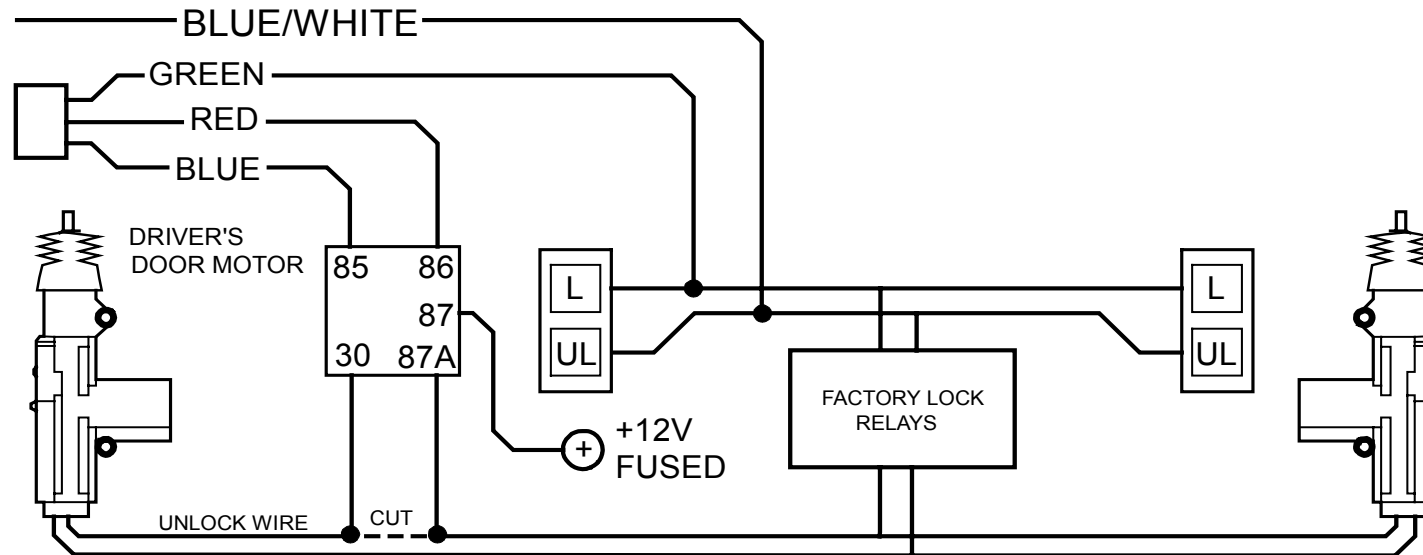 BLUE/WHITE
GREEN
RED
BLUE
DRIVER'S
DOOR MOTOR
85 86
87
30 87A
L
UL
L
UL
FACTORY LOCK
RELAYS
+
+12V
FUSED
UNLOCK WIRE
CUT